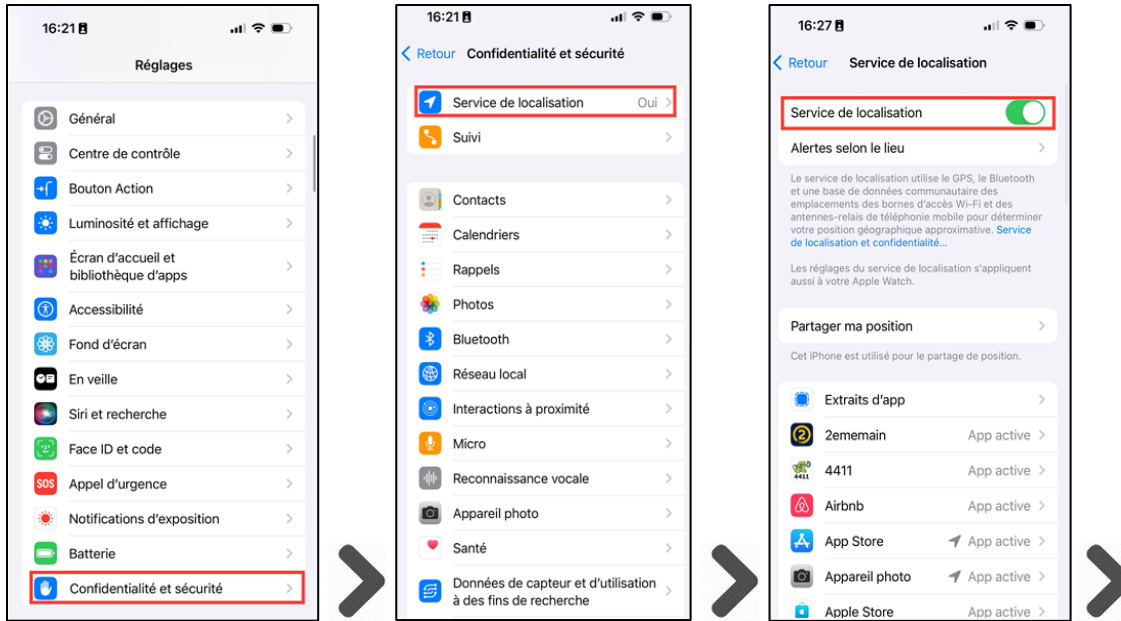 16:21
Réglages
Général
Centre de contrôle
Bouton Action
Luminosité et affichage
Écran d'accueil et
bibliothèque d'apps
Accessibilité
Fond d'écran
En veille
Siri et recherche
Face ID et code
SOS Appel d'urgence
Notifications d'exposition
Batterie
Confidentialité et sécurité
16:21
Retour Confidentialité et sécurité
Service de localisation Oui
Suivi
Contacts
Calendriers
Rappels
Photos
Bluetooth
Réseau local
Interactions à proximité
Micro
Reconnaissance vocale
Appareil photo
Santé
Données de capteur et d'utilisation
à des fins de recherche
16:27
Retour Service de localisation
Service de localisation
Alertes selon le lieu
Le service de localisation utilise le GPS, le Bluetooth
et une base de données communautaire des
emplacements des bornes d'accès Wi-Fi et des
antennes-relais de téléphonie mobile pour déterminer
votre position géographique approximative. Service
de localisation et confidentialité...
Les réglages du service de localisation s'appliquent
aussi à votre Apple Watch.
Partager ma position
Cet iPhone est utilisé pour le partage de position.
Extraits d'app
2 2ememain App active
4411 4411 App active
Airbnb App active
App Store App active
Appareil photo App active
Apple Store App active